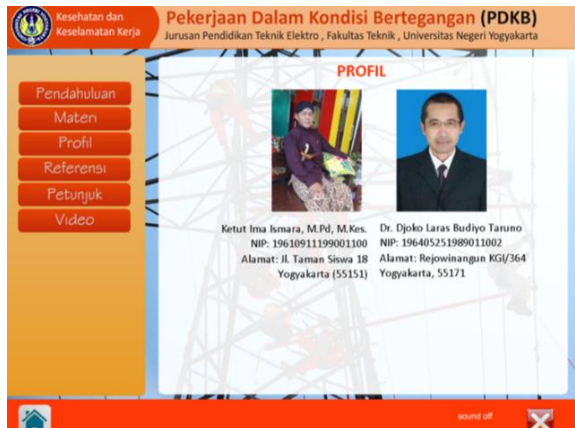 Kesehatan dan
Keselamatan Kerja
Pekerjaan Dalam Kondisi Bertegangan (PDKB)
Jurusan Pendidikan Teknik Elektro , Fakultas Teknik , Universitas Negeri Yogyakarta
PROFIL
Pendahuluan
Materi
Profil
Referensi
Petunjuk
Video
Ketut Ima Ismara, M.Pd, M.Kes.
NIP: 19610911199001100
Alamat: Jl. Taman Siswa 18
Yogyakarta (55151)
Dr. Djoko Laras Budiyo Taruno
NIP: 196405251989011002
Alamat: Rejowinangun KGI/364
Yogyakarta, 55171
sound off